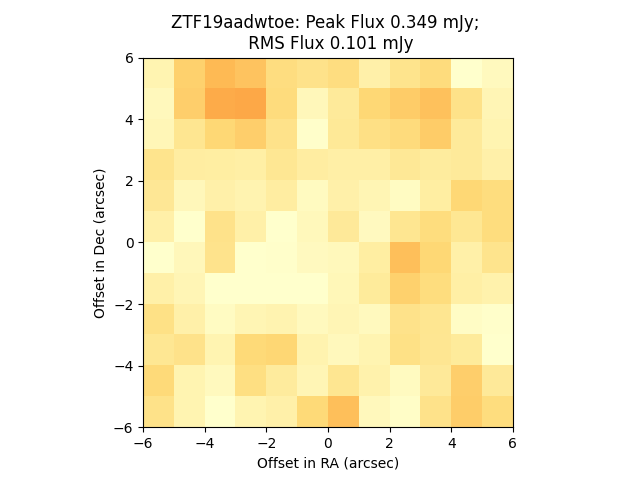 ZTF19aadwtoe: Peak Flux 0.349 mJy;
RMS Flux 0.101 mJy
6
4
2
0
−2
−4
−6
Offset in Dec (arcsec)
−6 −4 −2 0 2 4 6
Offset in RA (arcsec)